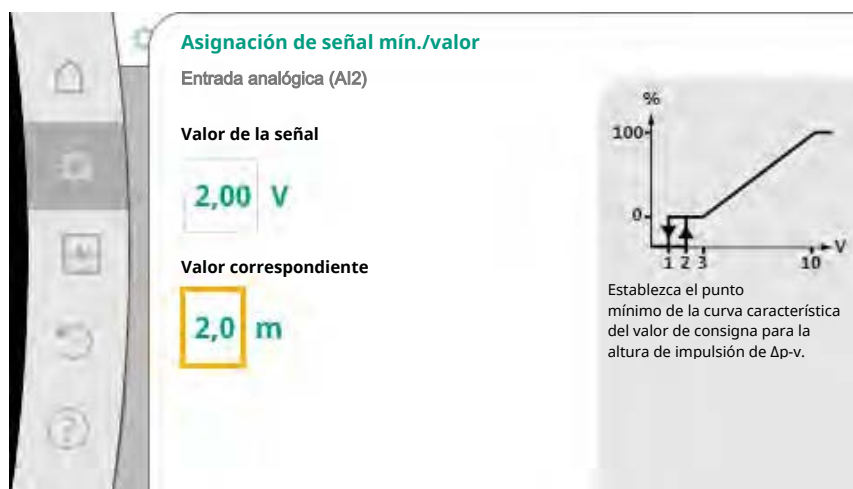 Asignación de señal mín./valor
Entrada analógica (AI2)
Valor de la señal
2,00 V
Valor correspondiente
2,0 m
%
100
0
1 2 3 10 V
Establezca el punto
mínimo de la curva característica
del valor de consigna para la
altura de impulsión de Δp-v.
?